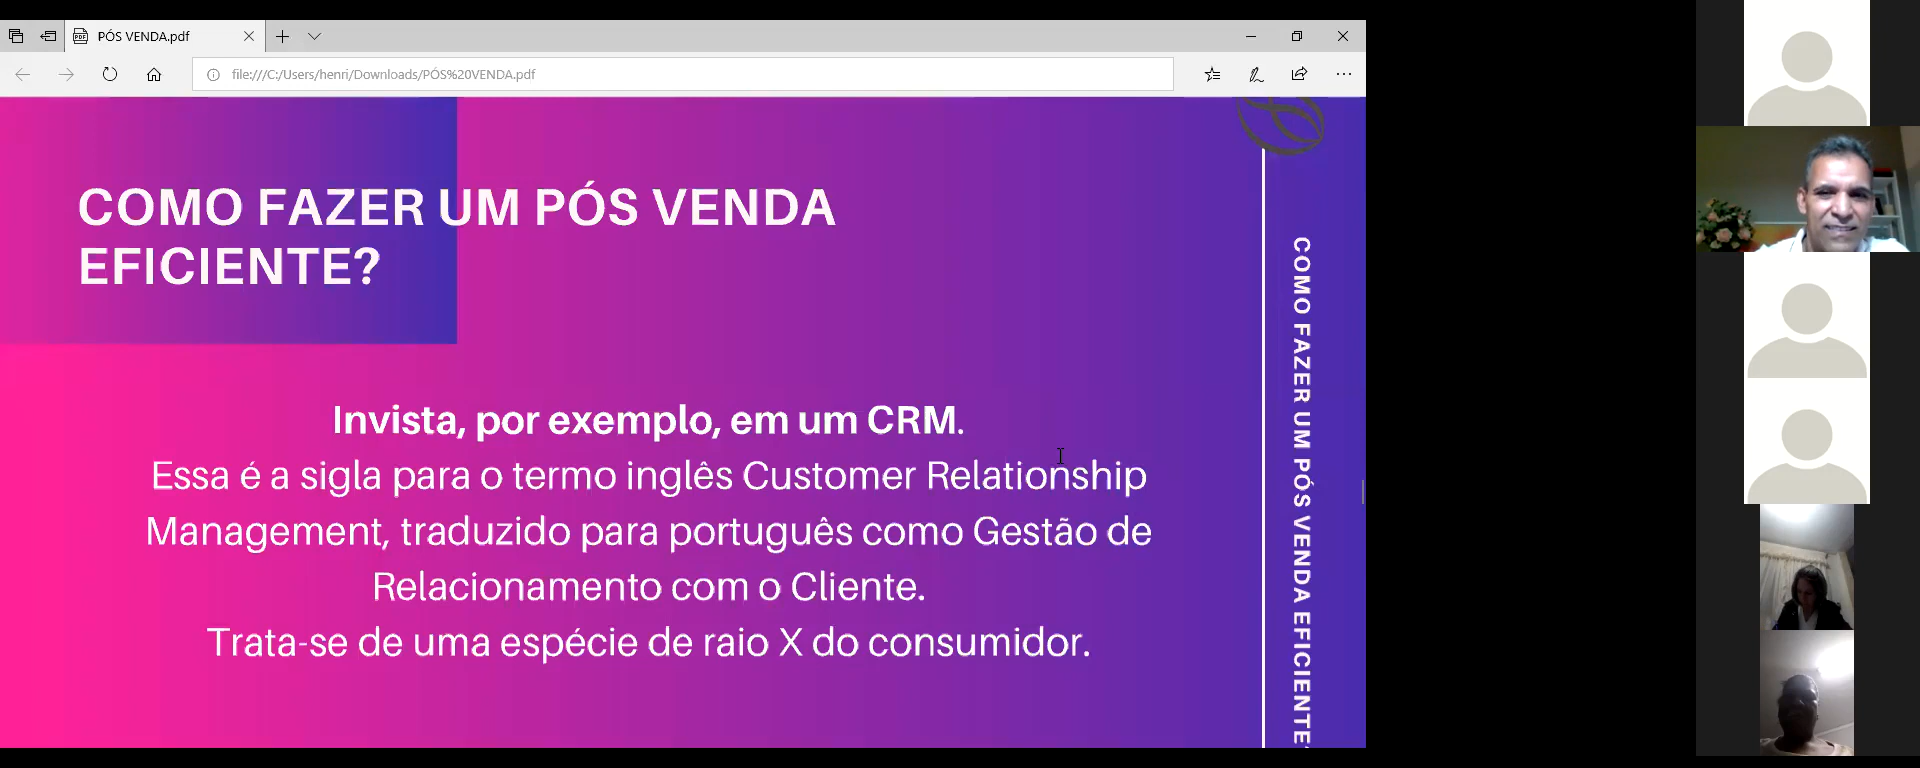 PÓS VENDA.pdf
file:///C:/Users/henri/Downloads/PÓS%20VENDA.pdf
COMO FAZER UM PÓS VENDA
EFICIENTE?
Invista, por exemplo, em um CRM.
Essa é a sigla para o termo inglês Customer Relationship
Management, traduzido para português como Gestão de
Relacionamento com o Cliente.
Trata-se de uma espécie de raio X do consumidor.
COMO FAZER UM PÓS VENDA EFICIENTE?